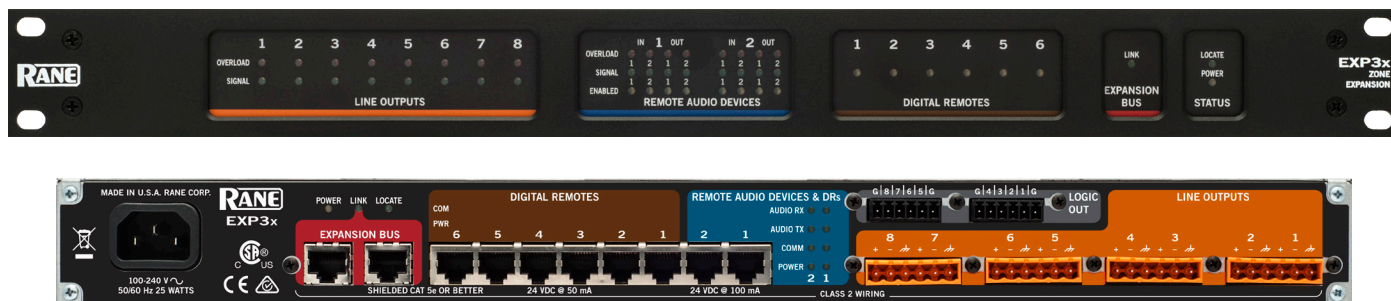 RANE
1 2 3 4 5 6 7 8
OVERLOAD
SIGNAL
LINE OUTPUTS
IN 1 OUT IN 2 OUT
OVERLOAD
1 2 1 2 1 2 1 2
SIGNAL
1 2 1 2 1 2 1 2
ENABLED
REMOTE AUDIO DEVICES
1 2 3 4 5 6
DIGITAL REMOTES
LINK
EXPANSION
BUS
LOCATE
POWER
STATUS
EXP3x
ZONE
EXPANSION
MADE IN U.S.A. RANE CORP.
100-240 V
50/60 Hz 25 WATTS
RANE
EXP3x
C US
CE
POWER LINK LOCATE
EXPANSION BUS
SHIELDED CAT 5e OR BETTER
DIGITAL REMOTES
COM
PWR
6 5 4 3 2 1
24 VDC @ 50 mA
REMOTE AUDIO DEVICES & DRs
AUDIO RX
AUDIO TX
COMM
POWER
2 1
2 1
24 VDC @ 100 mA
G|8|7|6|5|G
G|4|3|2|1|G
LOGIC
OUT
LINE OUTPUTS
8 7 6 5 4 3 2 1
+ - + - + - + - + - + - + - + -
CLASS 2 WIRING